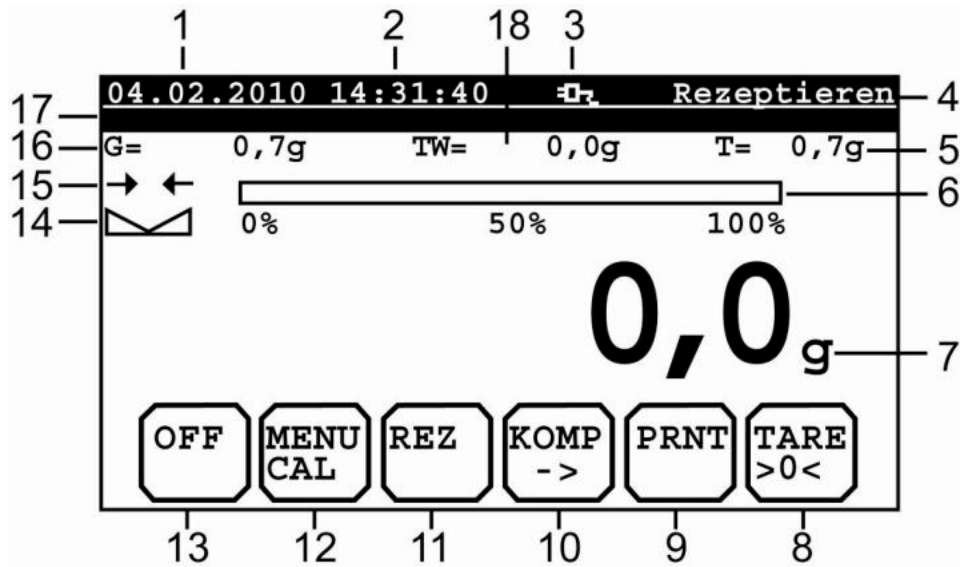 1 2 18 3
04.02.2010 14:31:40 Rezeptieren 4
17
16 G= 0,7g TW= 0,0g T= 0,7g 5
15 → ← 6
14 0% 50% 100%
0,0g 7
OFF MENU REZ KOMP PRNT TARE
CAL -> >0<
13 12 11 10 9 8